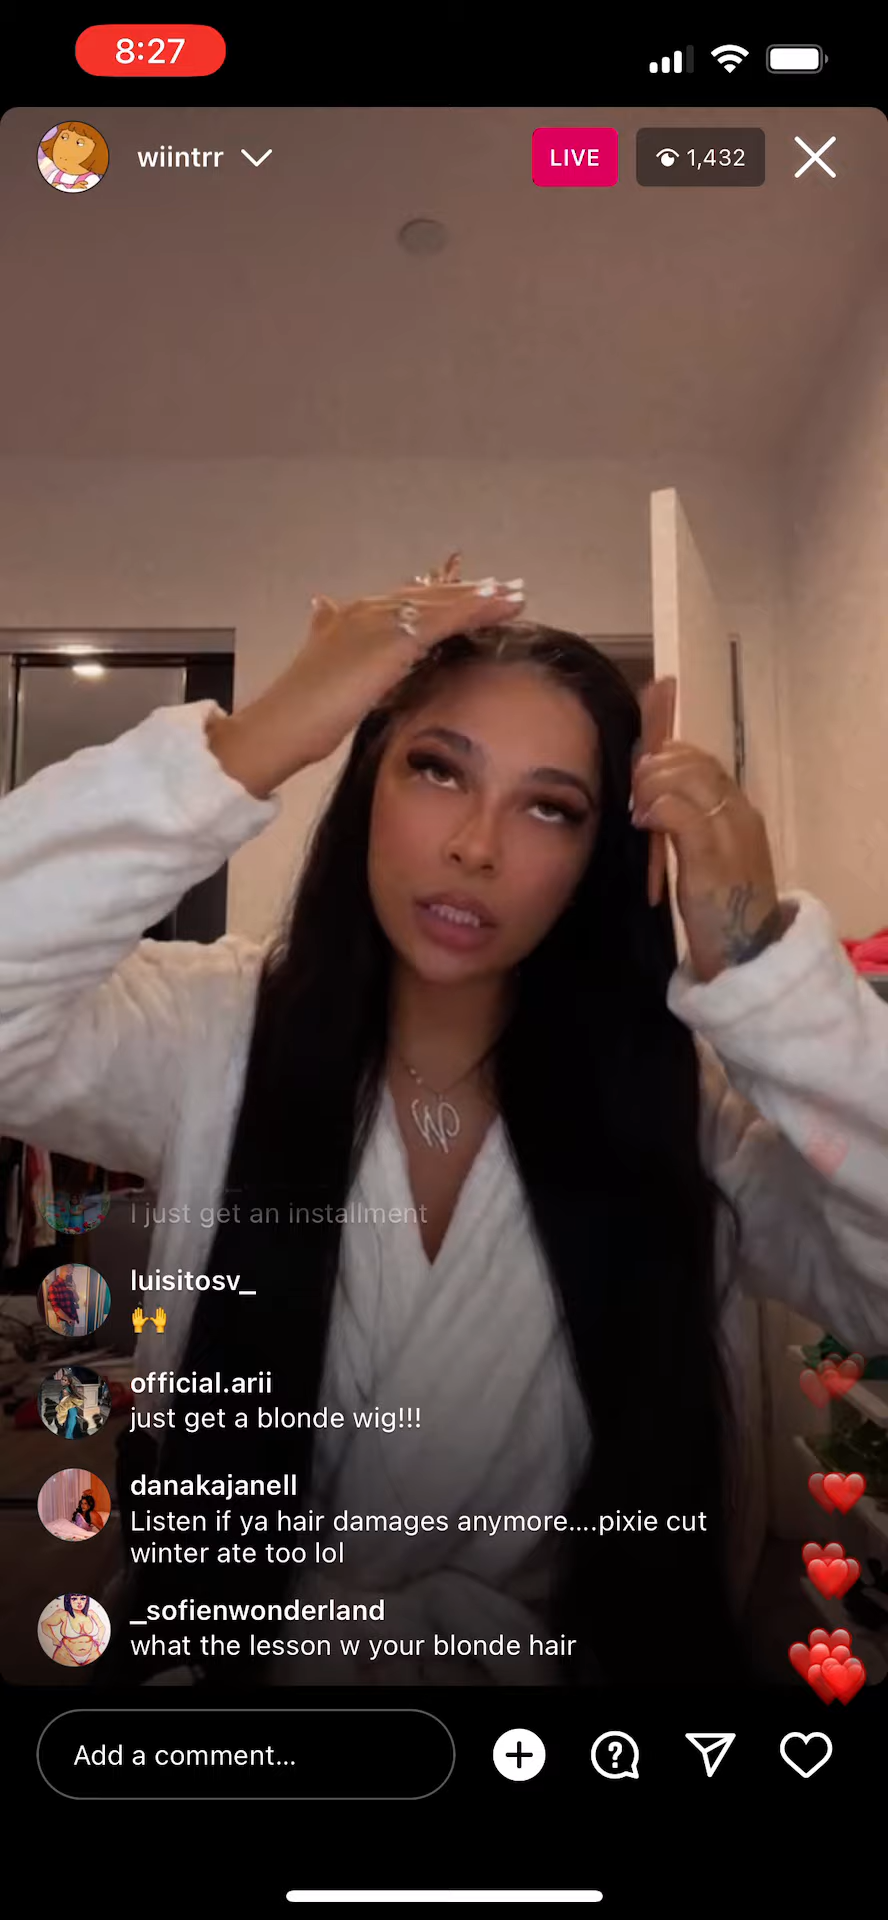 8:27
wiintrr
LIVE
1,432
I just get an installment
luisitosv_
🙌
official.arii
just get a blonde wig!!!
danakajanell
Listen if ya hair damages anymore....pixie cut
winter ate too lol
_sofienwonderland
what the lesson w your blonde hair
Add a comment...